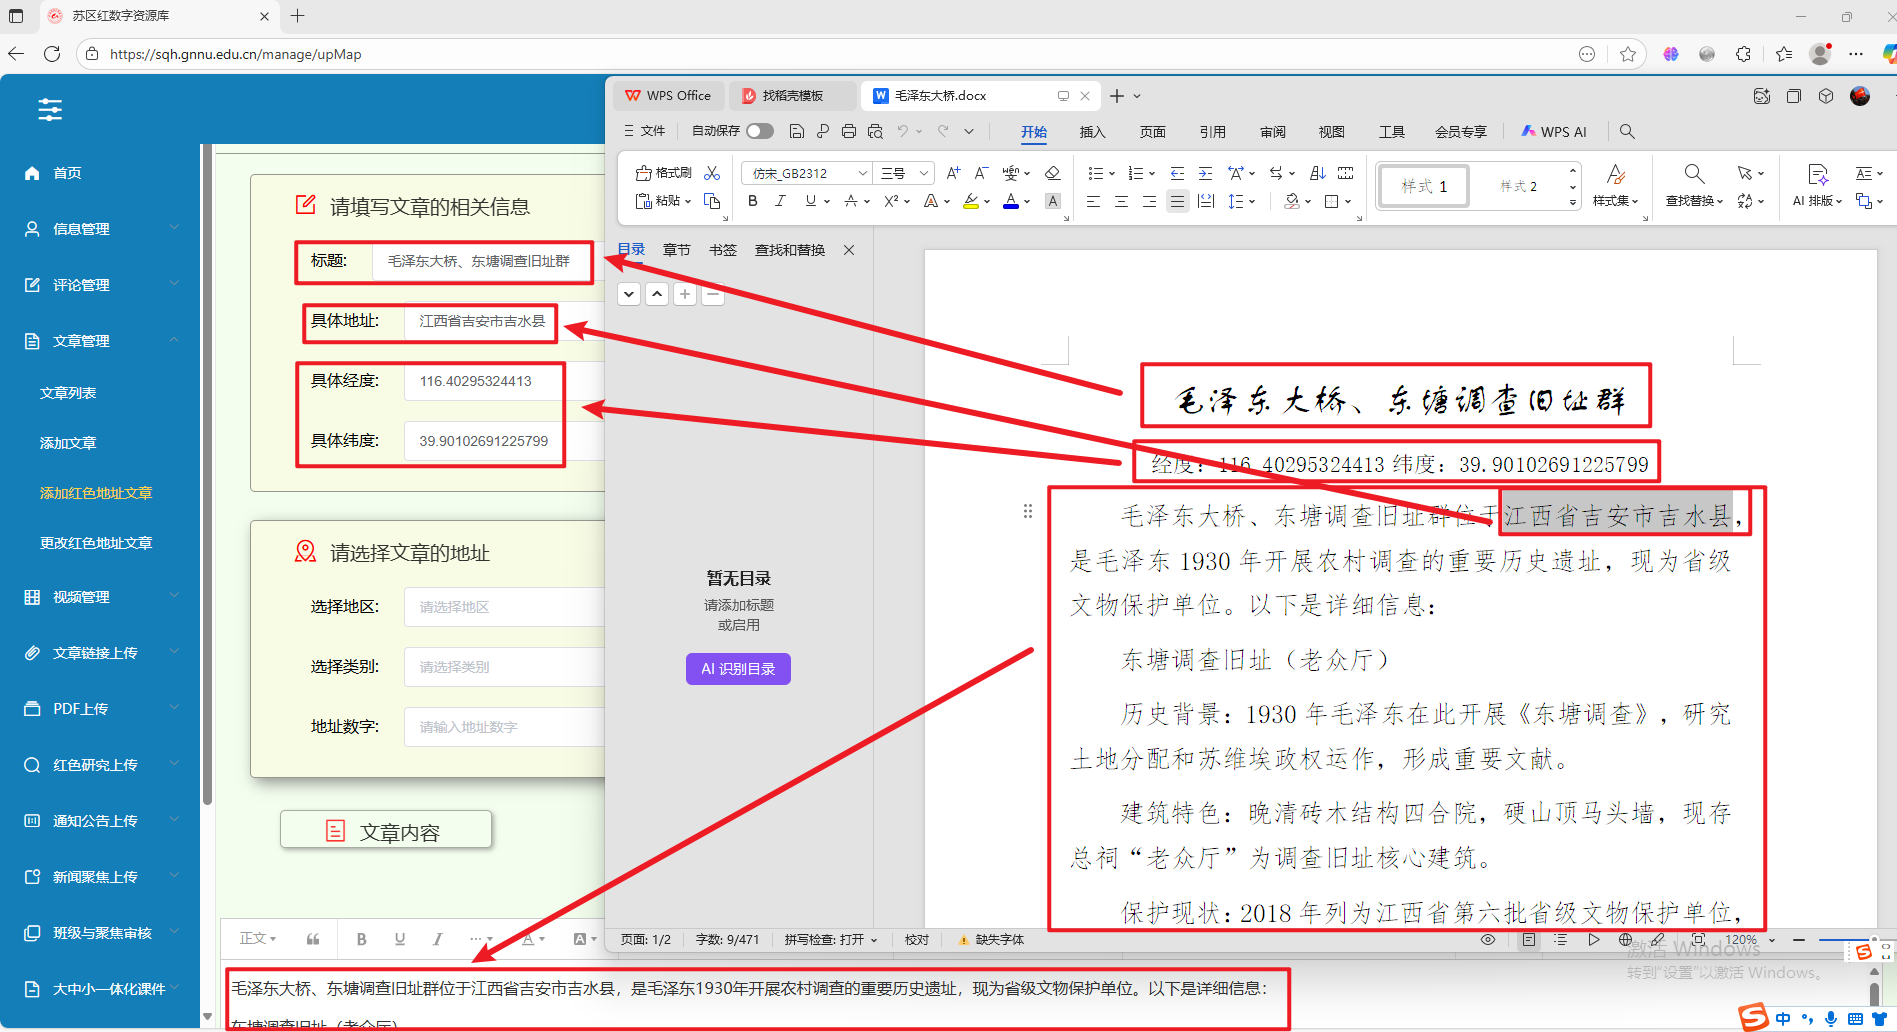 苏区红数字资源库
https://sqh.gnnu.edu.cn/manage/upMap
首页
信息管理
评论管理
文章管理
文章列表
添加文章
添加红色地址文章
更改红色地址文章
视频管理
文章链接上传
PDF上传
红色研究上传
通知公告上传
新闻聚焦上传
班级与聚焦审核
大中小一体化课件
请填写文章的相关信息
标题: 毛泽东大桥、东塘调查旧址群
具体地址: 江西省吉安市吉水县
具体经度: 116.40295324413
具体纬度: 39.90102691225799
请选择文章的地址
选择地区: 请选择地区
选择类别: 请选择类别
地址数字: 请输入地址数字
文章内容
正文 B U I A A
毛泽东大桥、东塘调查旧址群位于江西省吉安市吉水县，是毛泽东1930年开展农村调查的重要历史遗址，现为省级文物保护单位。以下是详细信息：
东塘调查旧址（老众厅）
WPS Office 找稻壳模板 毛泽东大桥.docx
文件 自动保存 开始 插入 页面 引用 审阅 视图 工具 会员专享 WPS AI
格式刷 仿宋_GB2312 三号 样式 1 样式 2
粘贴 B I U 样式集 查找替换 AI 排版
目录 章节 书签 查找和替换
暂无目录
请添加标题
或启用
AI 识别目录
毛泽东大桥、东塘调查旧址群
经度：116.40295324413 纬度：39.90102691225799
毛泽东大桥、东塘调查旧址群位于江西省吉安市吉水县，
是毛泽东 1930 年开展农村调查的重要历史遗址，现为省级
文物保护单位。以下是详细信息：
东塘调查旧址（老众厅）
历史背景：1930 年毛泽东在此开展《东塘调查》，研究
土地分配和苏维埃政权运作，形成重要文献。
建筑特色：晚清砖木结构四合院，硬山顶马头墙，现存
总祠“老众厅”为调查旧址核心建筑。
保护现状：2018 年列为江西省第六批省级文物保护单位，
页面: 1/2 字数: 9/471 拼写检查: 打开 校对 缺失字体 120%
激活 Windows
转到"设置"以激活 Windows。
中